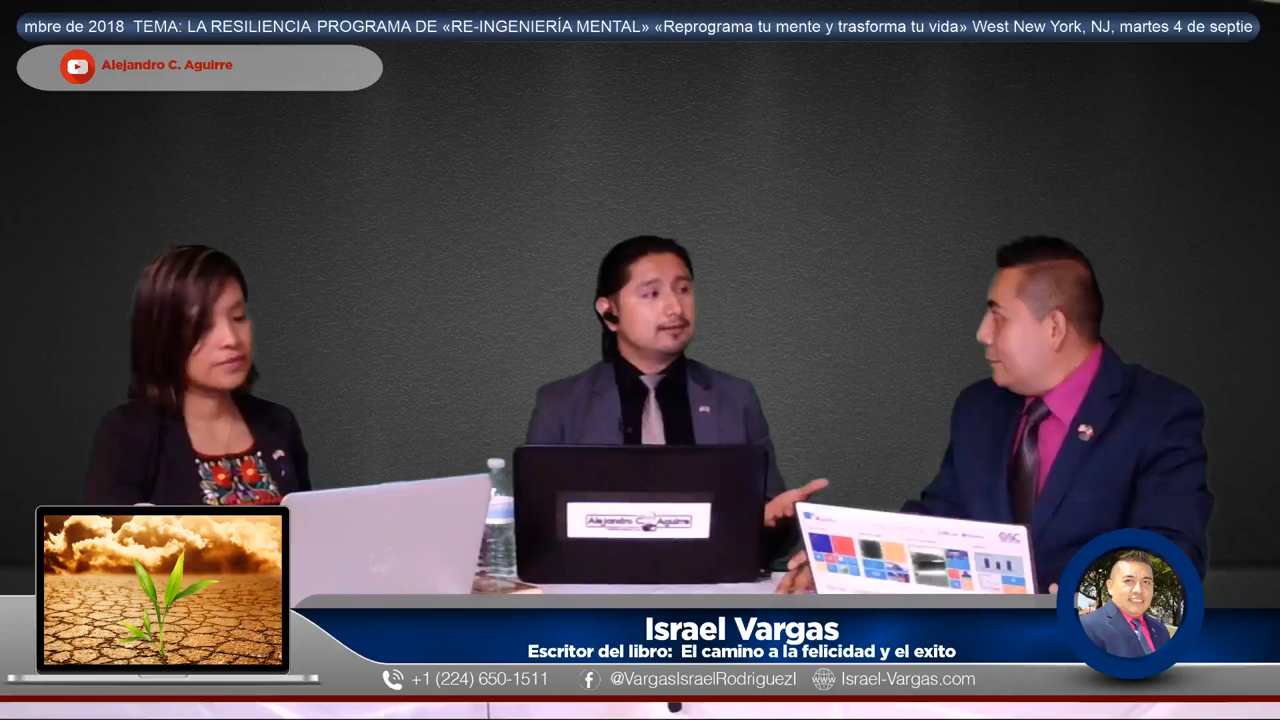 mbre de 2018 TEMA: LA RESILIENCIA PROGRAMA DE «RE-INGENIERÍA MENTAL» «Reprograma tu mente y trasforma tu vida» West New York, NJ, martes 4 de septie
Alejandro C. Aguirre
Alejandro C. Aguirre
Israel Vargas
Escritor del libro: El camino a la felicidad y el exito
+1 (224) 650-1511 @VargasIsraelRodriguezI Israel-Vargas.com